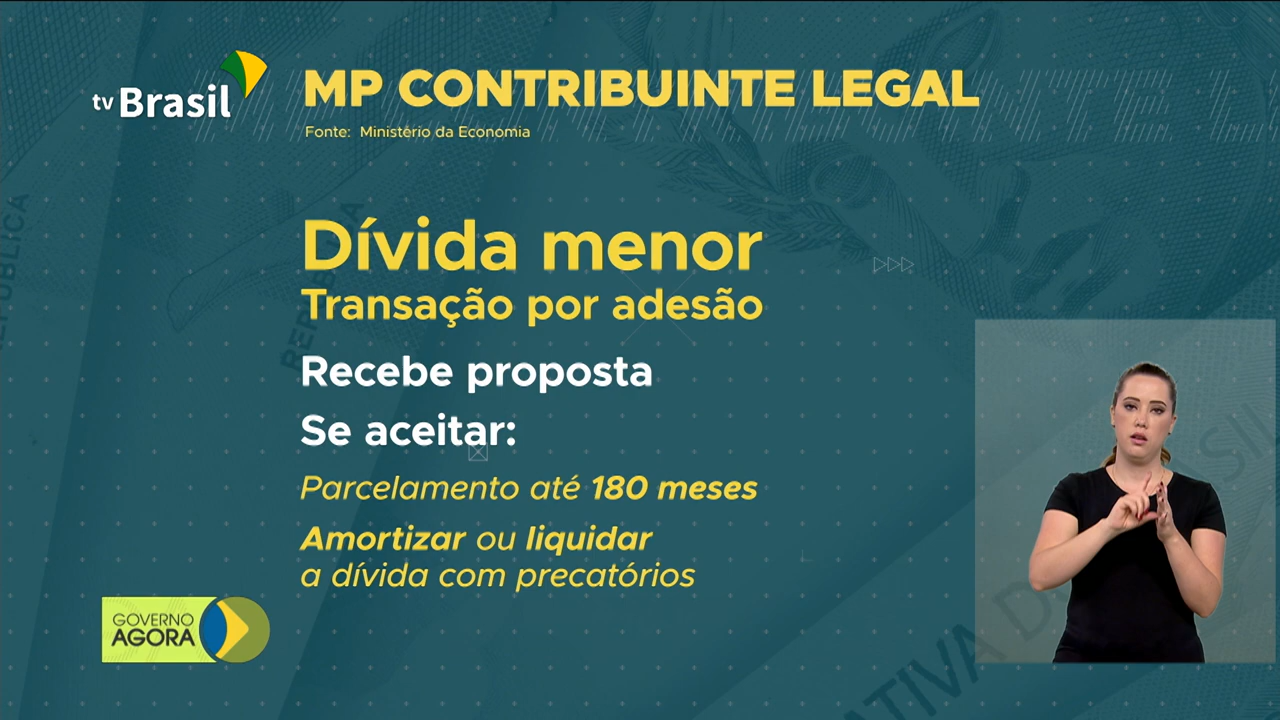 tv Brasil
MP CONTRIBUINTE LEGAL
Fonte: Ministério da Economia
Dívida menor
Transação por adesão
Recebe proposta
Se aceitar:
Parcelamento até 180 meses
Amortizar ou liquidar
a dívida com precatórios
GOVERNO
AGORA